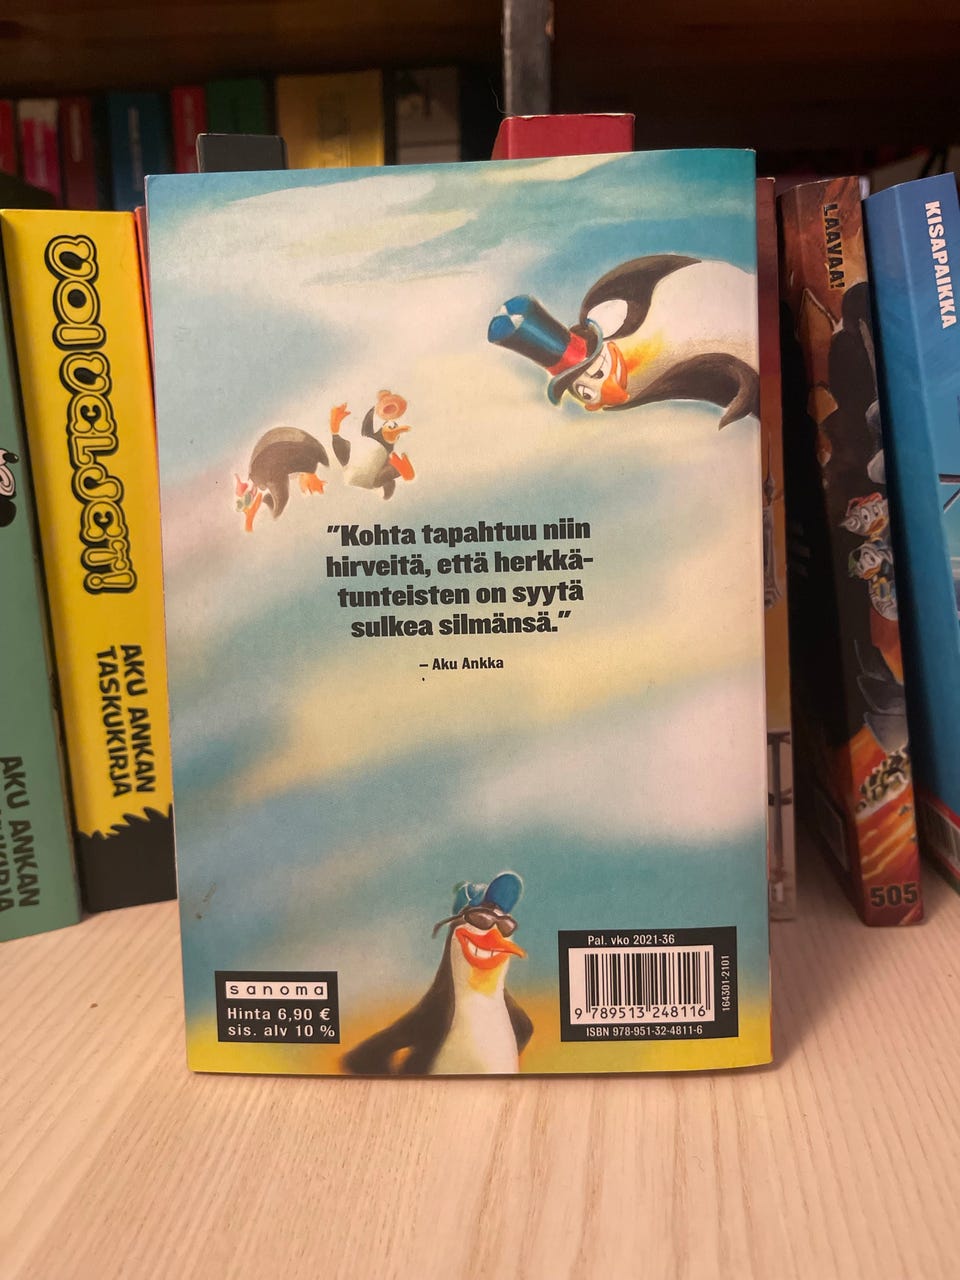 VOI VELJET!
AKU ANKAN
TASKUKIRJA
AKU ANKAN
"Kohta tapahtuu niin
hirveitä, että herkkä-
tunteisten on syytä
sulkea silmänsä."
– Aku Ankka
sanoma
Hinta 6,90 €
sis. alv 10 %
Pal. vko 2021-36
9 789513 248116
ISBN 978-951-32-4811-6
164301-2101
LAAVAA!
505
KISAPAIKKA